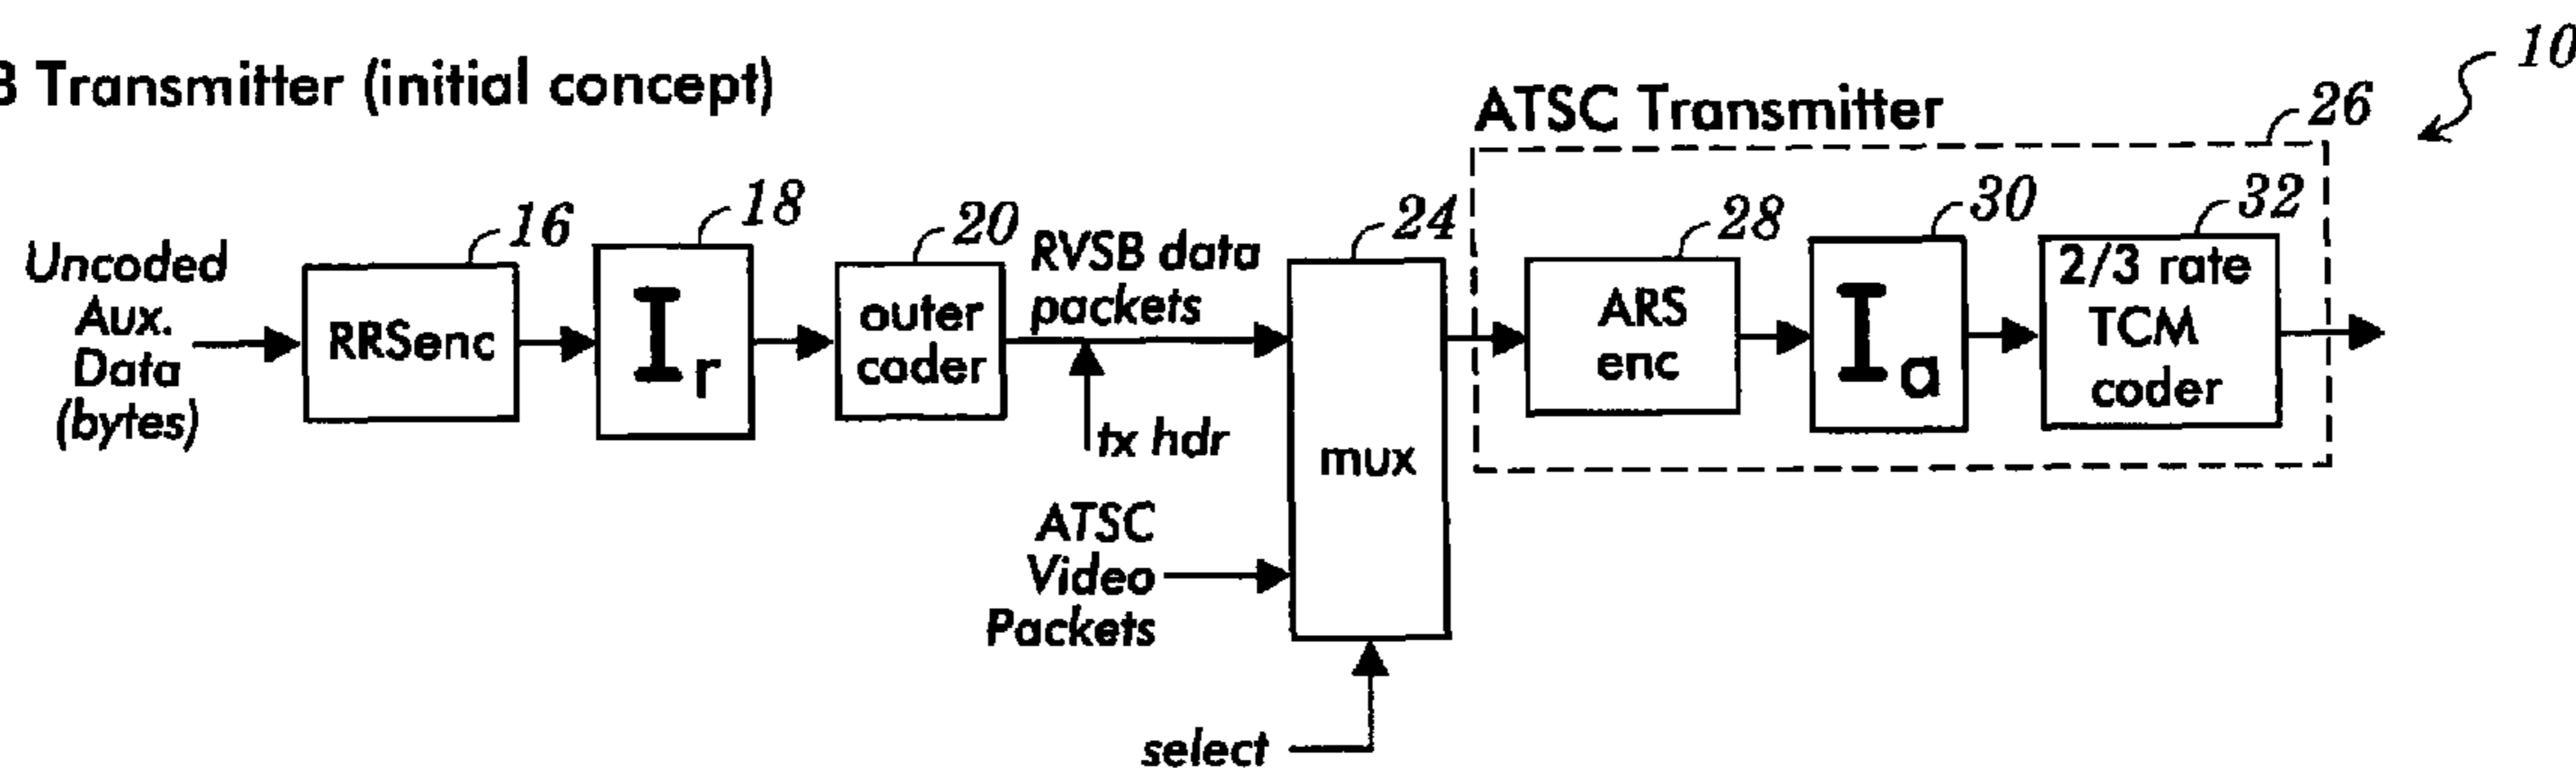 B Transmitter (initial concept)
10
ATSC Transmitter
26
Uncoded
Aux.
Data
(bytes)
16
RRSenc
18
Ir
20
outer
coder
RVSB data
packets
tx hdr
ATSC
Video
Packets
24
mux
select
28
ARS
enc
30
Ia
32
2/3 rate
TCM
coder